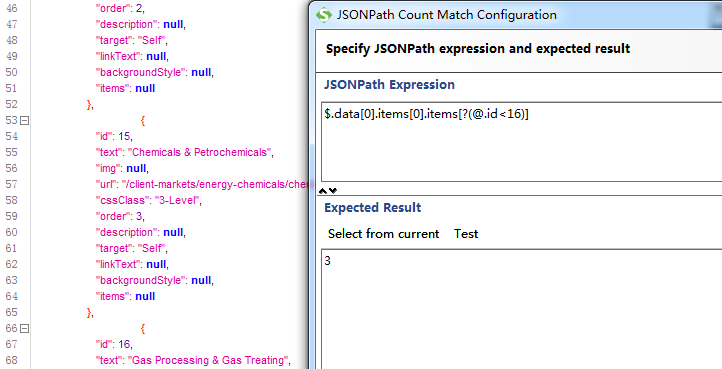 46 "order": 2,
47 "description": null,
48 "target": "Self",
49 "linkText": null,
50 "backgroundStyle": null,
51 "items": null
52 },
53 {
54 "id": 15,
55 "text": "Chemicals & Petrochemicals",
56 "img": null,
57 "url": "/client-markets/energy-chemicals/che
58 "cssClass": "3-Level",
59 "order": 3,
60 "description": null,
61 "target": "Self",
62 "linkText": null,
63 "backgroundStyle": null,
64 "items": null
65 },
66 {
67 "id": 16,
68 "text": "Gas Processing & Gas Treating",
JSONPath Count Match Configuration
Specify JSONPath expression and expected result
JSONPath Expression
$.data[0].items[0].items[?(@.id<16)]
Expected Result
Select from current Test
3